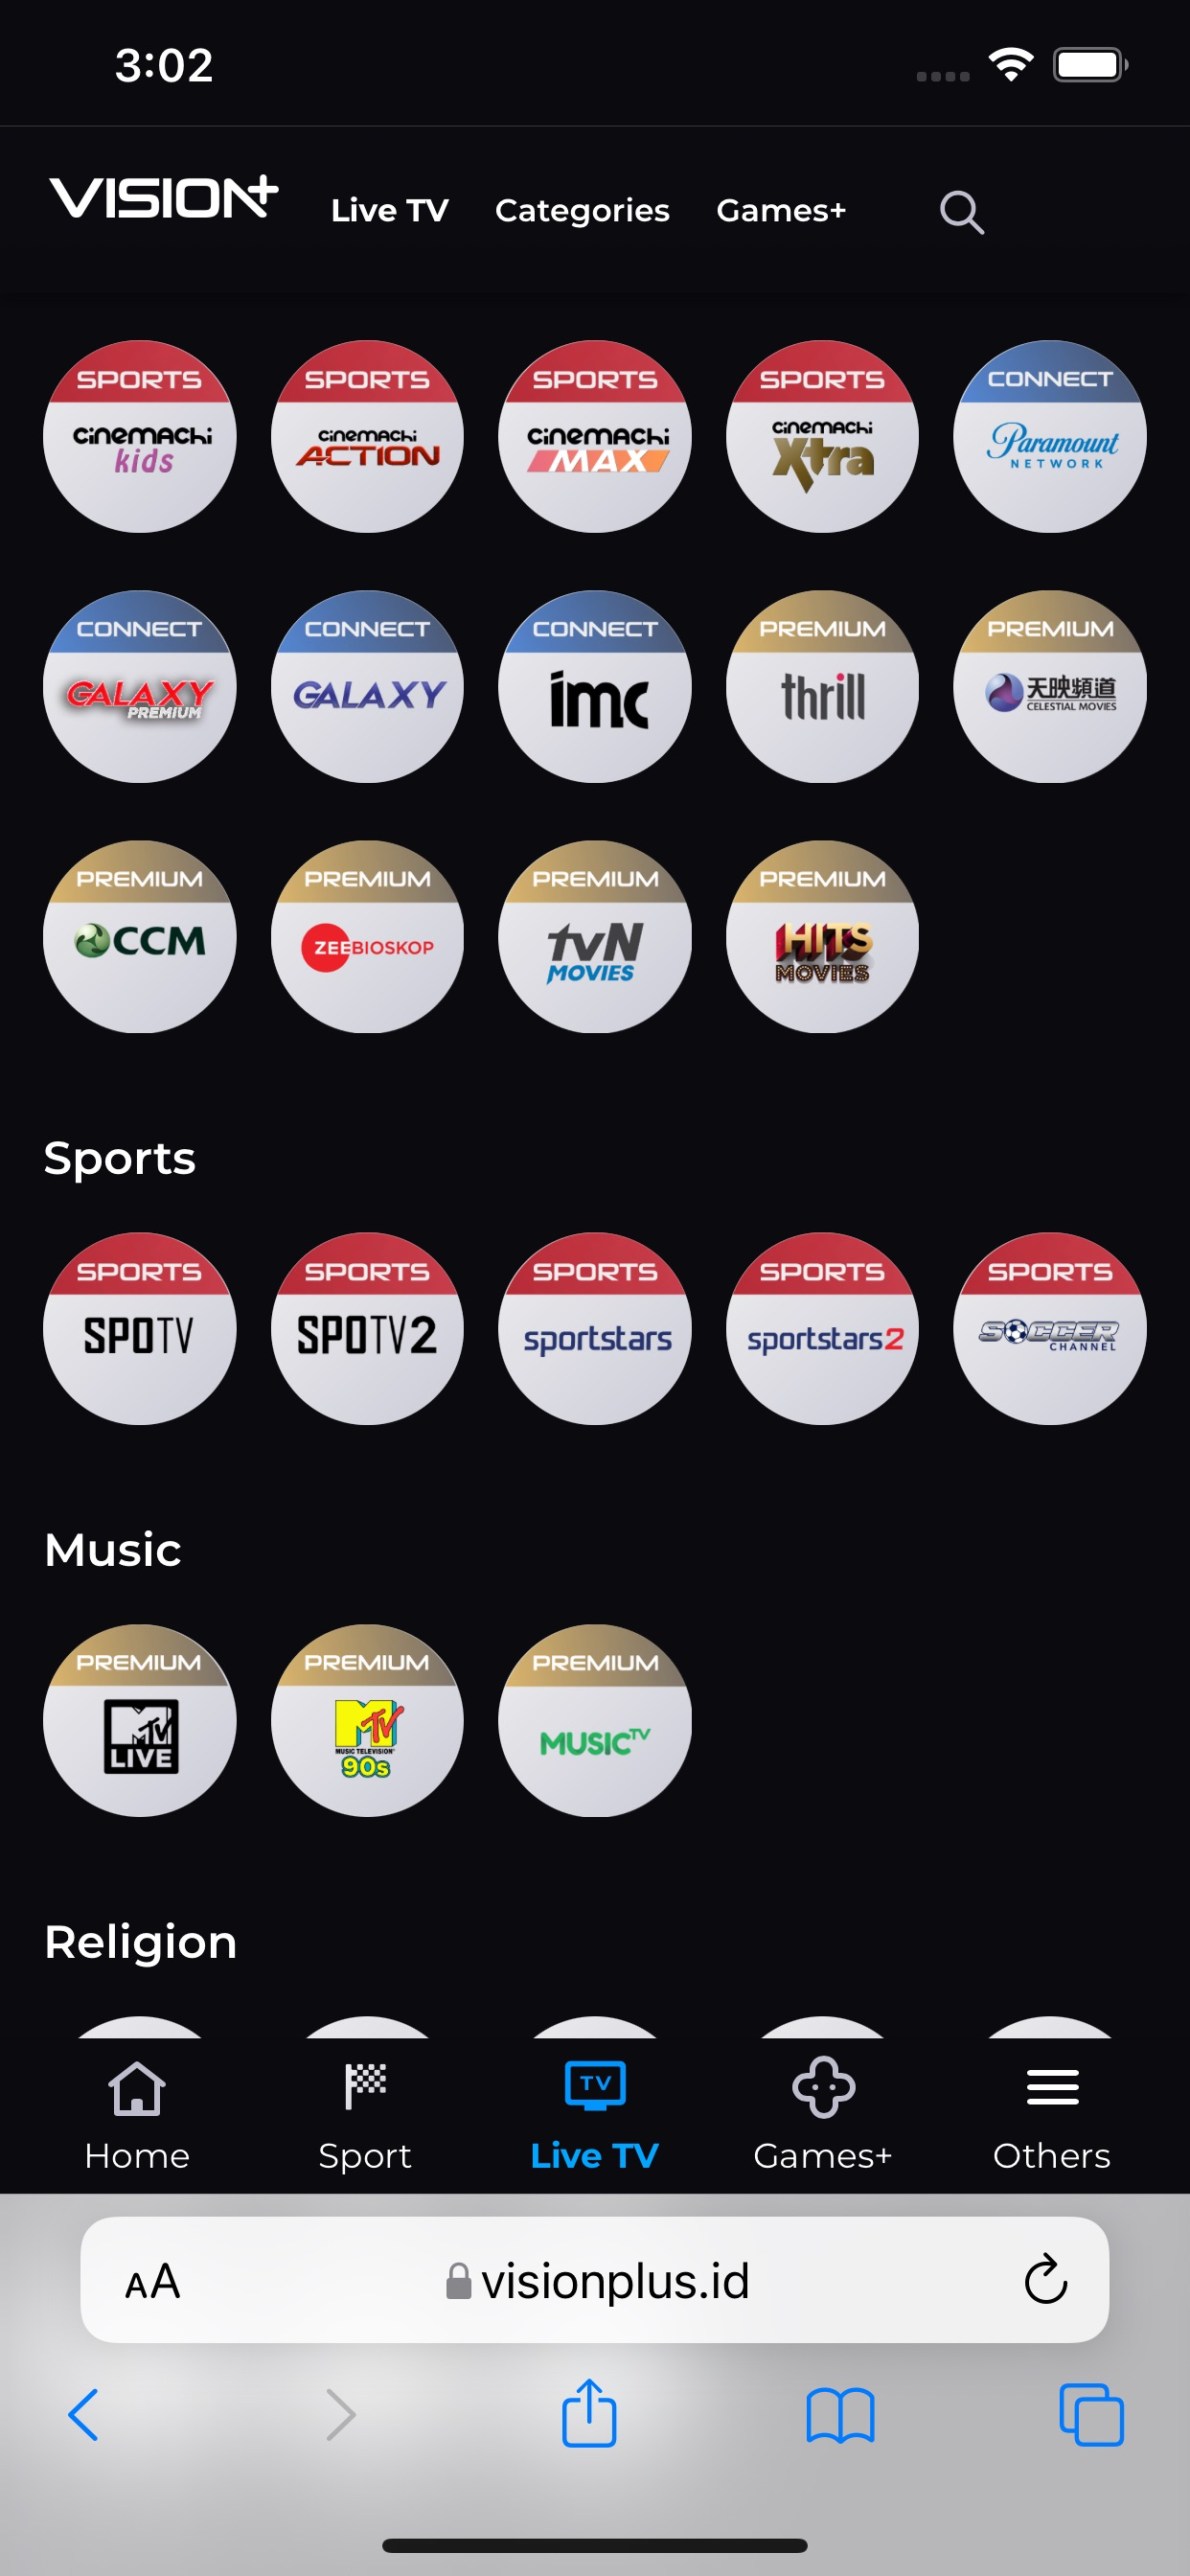 3:02
VISION+ Live TV Categories Games+
SPORTS SPORTS SPORTS SPORTS CONNECT
cinemachi kids
cinemachi ACTION
cinemachi MAX
cinemachi Xtra
Paramount NETWORK
CONNECT CONNECT CONNECT PREMIUM PREMIUM
GALAXY PREMIUM
GALAXY
imc
thrill
天映頻道 CELESTIAL MOVIES
PREMIUM PREMIUM PREMIUM PREMIUM
CCM
ZEEBIOSKOP
tvN MOVIES
HITS MOVIES
Sports
SPORTS SPORTS SPORTS SPORTS SPORTS
SPOTV
SPOTV2
sportstars
sportstars2
SOCCER CHANNEL
Music
PREMIUM PREMIUM PREMIUM
MTV LIVE
MTV MUSIC TELEVISION 90s
MUSIC TV
Religion
TV
Home Sport Live TV Games+ Others
AA visionplus.id